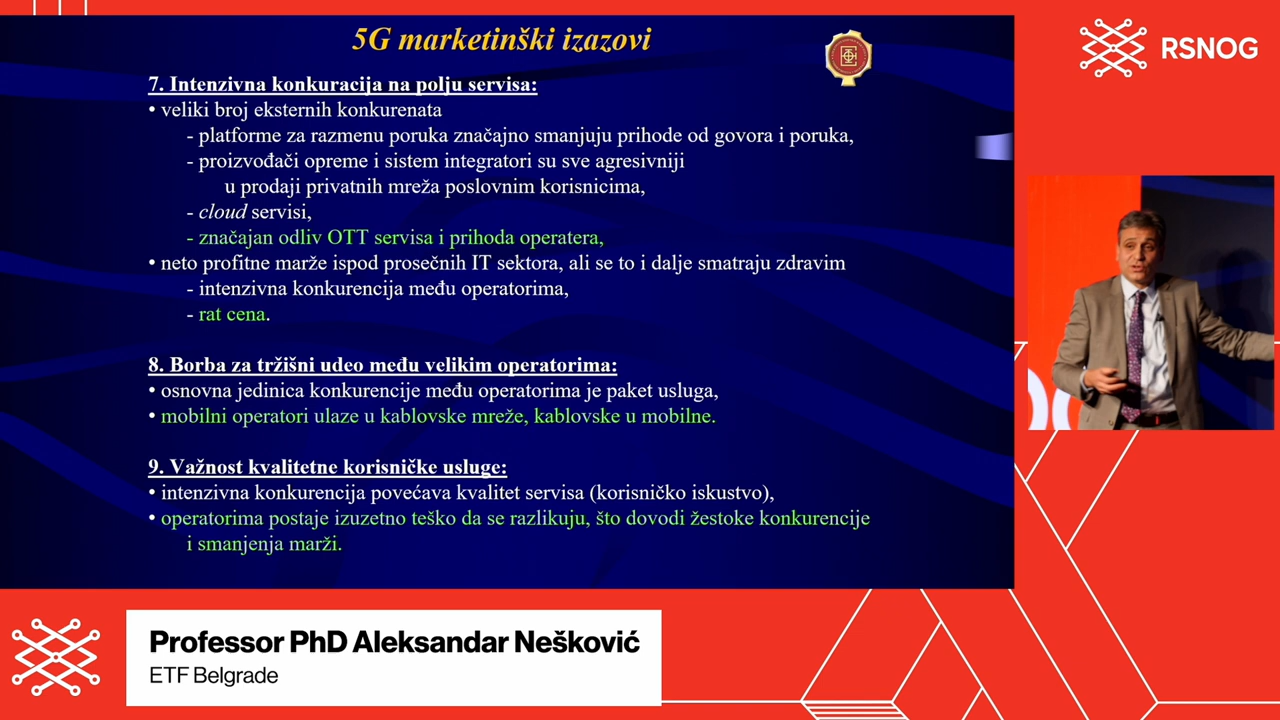 5G marketinški izazovi
7. Intenzivna konkuracija na polju servisa:
• veliki broj eksternih konkurenata
- platforme za razmenu poruka značajno smanjuju prihode od govora i poruka,
- proizvođači opreme i sistem integratori su sve agresivniji
u prodaji privatnih mreža poslovnim korisnicima,
- cloud servisi,
- značajan odliv OTT servisa i prihoda operatera,
• neto profitne marže ispod prosečnih IT sektora, ali se to i dalje smatraju zdravim
- intenzivna konkurencija među operatorima,
- rat cena.
8. Borba za tržišni udeo među velikim operatorima:
• osnovna jedinica konkurencije među operatorima je paket usluga,
• mobilni operatori ulaze u kablovske mreže, kablovske u mobilne.
9. Važnost kvalitetne korisničke usluge:
• intenzivna konkurencija povećava kvalitet servisa (korisničko iskustvo),
• operatorima postaje izuzetno teško da se razlikuju, što dovodi žestoke konkurencije
i smanjenja marži.
RSNOG
Professor PhD Aleksandar Nešković
ETF Belgrade